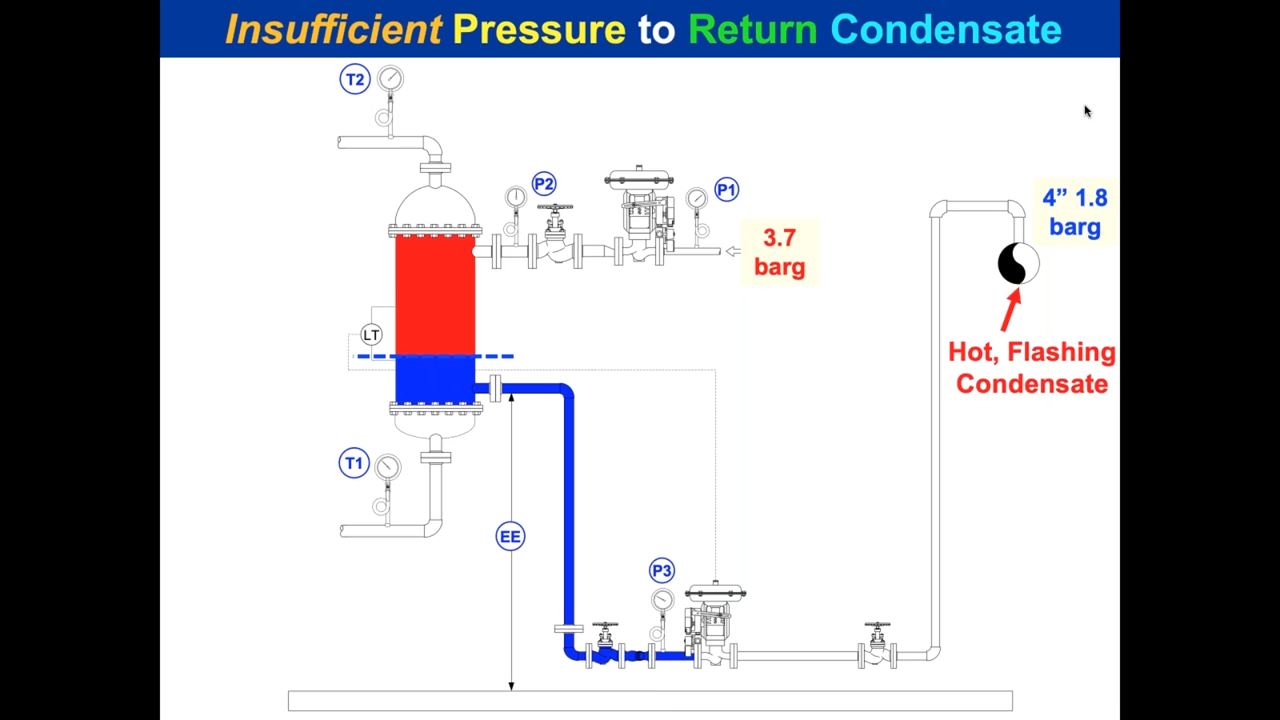 Insufficient Pressure to Return Condensate
T2
P2
P1
4” 1.8
barg
3.7
barg
LT
Hot, Flashing
Condensate
T1
EE
P3